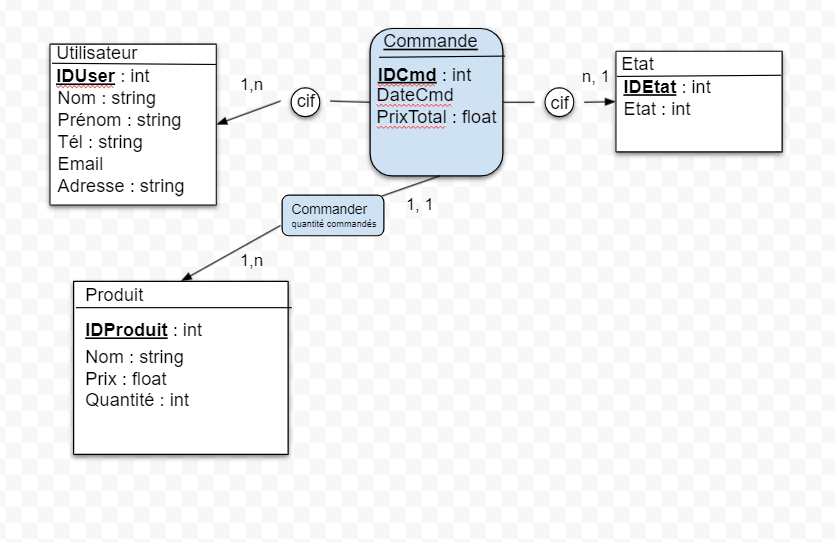 Utilisateur
IDUser : int
Nom : string
Prénom : string
Tél : string
Email
Adresse : string
1,n
cif
Commande
IDCmd : int
DateCmd
PrixTotal : float
cif
n, 1
Etat
IDEtat : int
Etat : int
Commander
quantité commandés
1, 1
1,n
Produit
IDProduit : int
Nom : string
Prix : float
Quantité : int